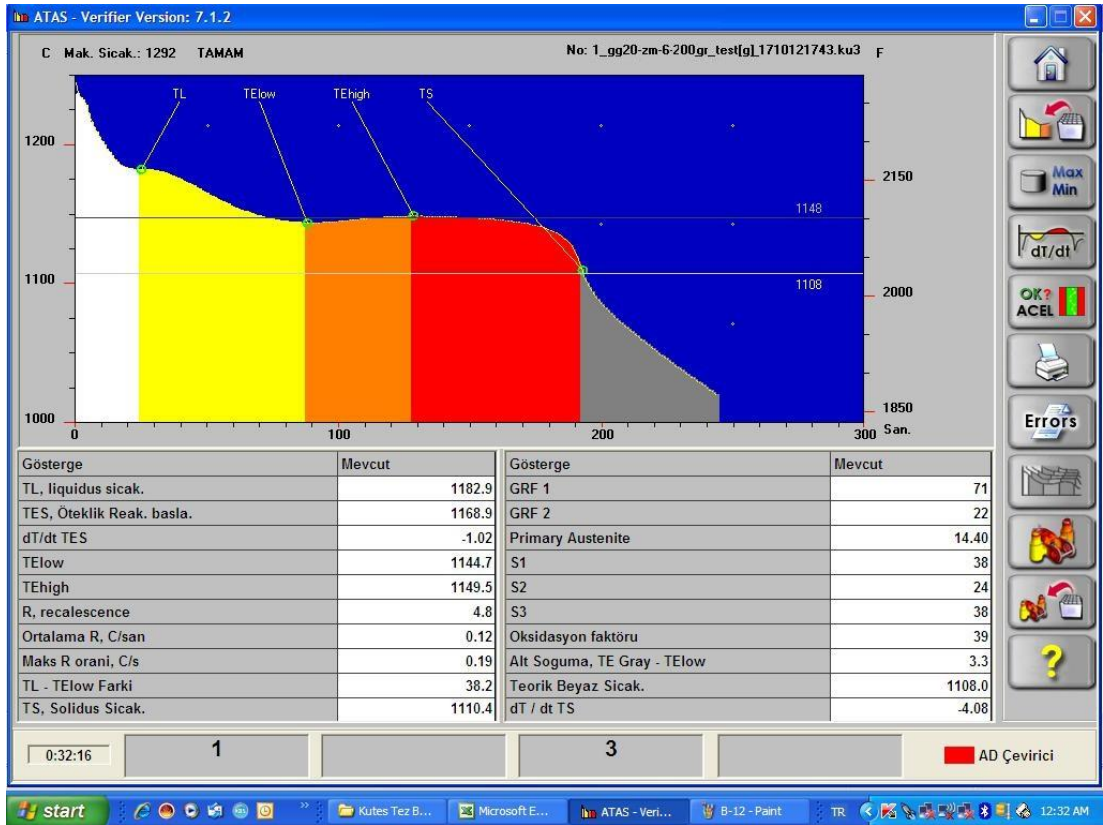 ATAS - Verifier Version: 7.1.2
C Mak. Sicak.: 1292 TAMAM No: 1_gg20-zm-6-200gr_test[g]_1710121743.ku3 F
TL TElow TEhigh TS
1200
2150
Max
Min
1148
dT/dt
1100
1108
2000
OK?
ACEL
1000
1850
0 100 200 300 San.
Errors
Gösterge Mevcut Gösterge Mevcut
TL, liquidus sicak. 1182.9 GRF 1 71
TES, Öteklik Reak. basla. 1168.9 GRF 2 22
dT/dt TES -1.02 Primary Austenite 14.40
TElow 1144.7 S1 38
TEhigh 1149.5 S2 24
R, recalescence 4.8 S3 38
Ortalama R, C/san 0.12 Oksidasyon faktöru 39
Maks R orani, C/s 0.19 Alt Soguma, TE Gray - TElow 3.3
TL - TElow Farki 38.2 Teorik Beyaz Sicak. 1108.0
TS, Solidus Sicak. 1110.4 dT / dt TS -4.08
?
0:32:16 1 3 AD Çevirici
start Kutes Tez B... Microsoft E... ATAS - Veri... B-12 - Paint TR 12:32 AM